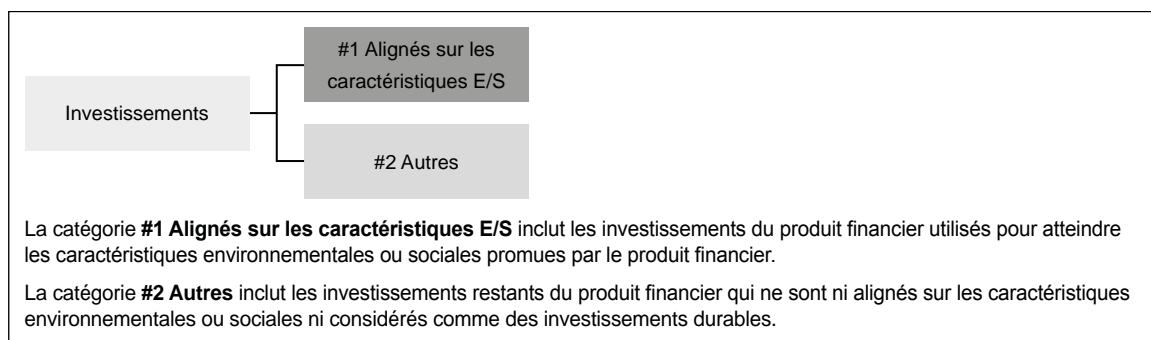 #1 Alignés sur les
caractéristiques E/S
Investissements
#2 Autres
La catégorie #1 Alignés sur les caractéristiques E/S inclut les investissements du produit financier utilisés pour atteindre
les caractéristiques environnementales ou sociales promues par le produit financier.
La catégorie #2 Autres inclut les investissements restants du produit financier qui ne sont ni alignés sur les caractéristiques
environnementales ou sociales ni considérés comme des investissements durables.